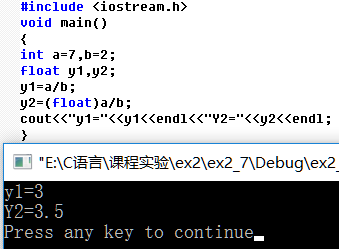 #include <iostream.h>
void main()
{
int a=7,b=2;
float y1,y2;
y1=a/b;
y2=(float)a/b;
cout<<"y1="<<y1<<endl<<"Y2="<<y2<<endl;
}
"E:\C语言\课程实验\ex2\ex2_7\Debug\ex2_
y1=3
Y2=3.5
Press any key to continue